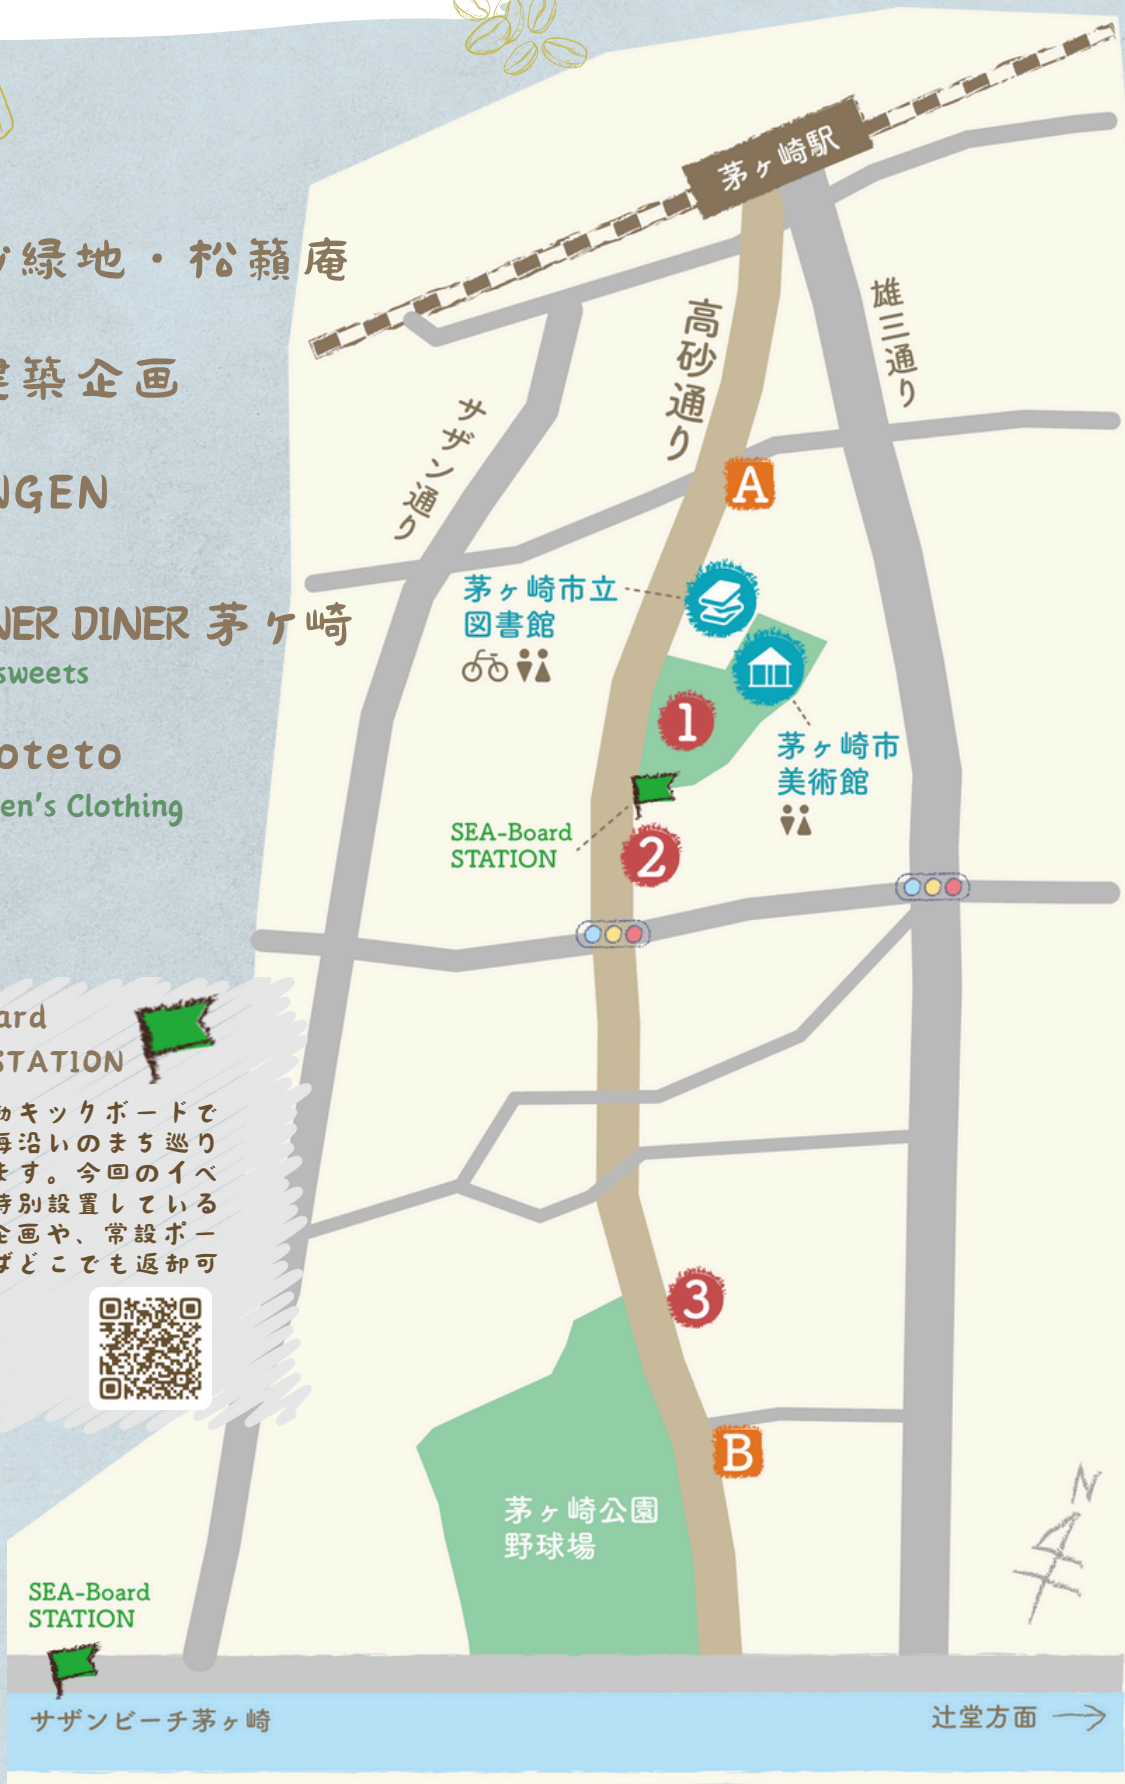 緑地・松籟庵
建築企画
NGEN
NER DINER 茅ヶ崎
sweets
oteto
en's Clothing
ard
STATION
動キックボードで
海沿いのまち巡り
ます。今回のイベ
特別設置している
企画や、常設ポー
ばどこでも返却可
茅ヶ崎駅
雄三通り
高砂通り
サザン通り
A
茅ヶ崎市立
図書館
1
茅ヶ崎市
美術館
SEA-Board
STATION
2
3
B
茅ヶ崎公園
野球場
N
SEA-Board
STATION
サザンビーチ茅ヶ崎
辻堂方面